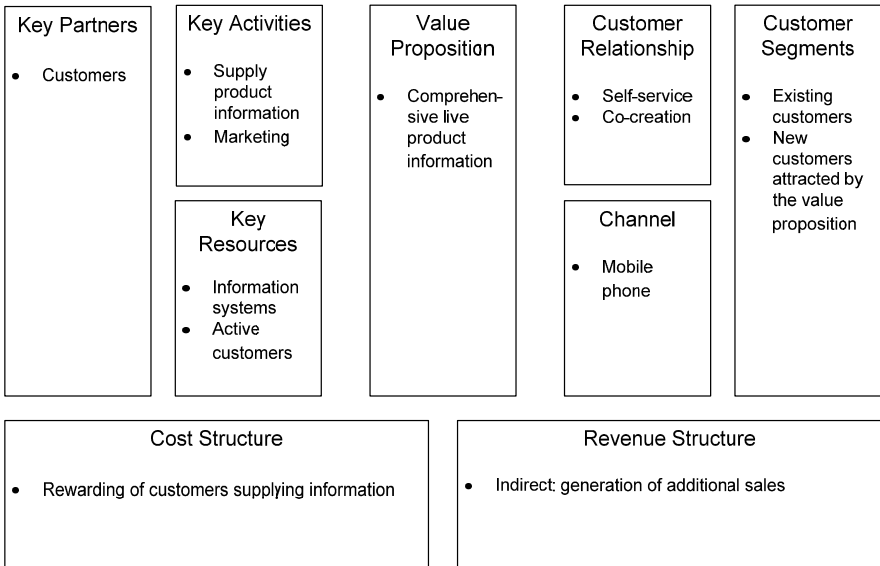 Key Partners
• Customers
Key Activities
• Supply
product
information
• Marketing
Key
Resources
• Information
systems
• Active
customers
Value
Proposition
• Comprehen-
sive live
product
information
Customer
Relationship
• Self-service
• Co-creation
Channel
• Mobile
phone
Customer
Segments
• Existing
customers
• New
customers
attracted by
the value
proposition
Cost Structure
• Rewarding of customers supplying information
Revenue Structure
• Indirect: generation of additional sales